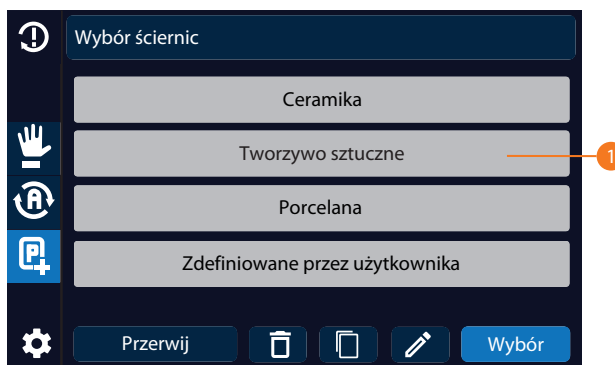 Wybór ściernic
Ceramika
Tworzywo sztuczne
1
A
Porcelana
P
Zdefiniowane przez użytkownika
Przerwij
Wybór